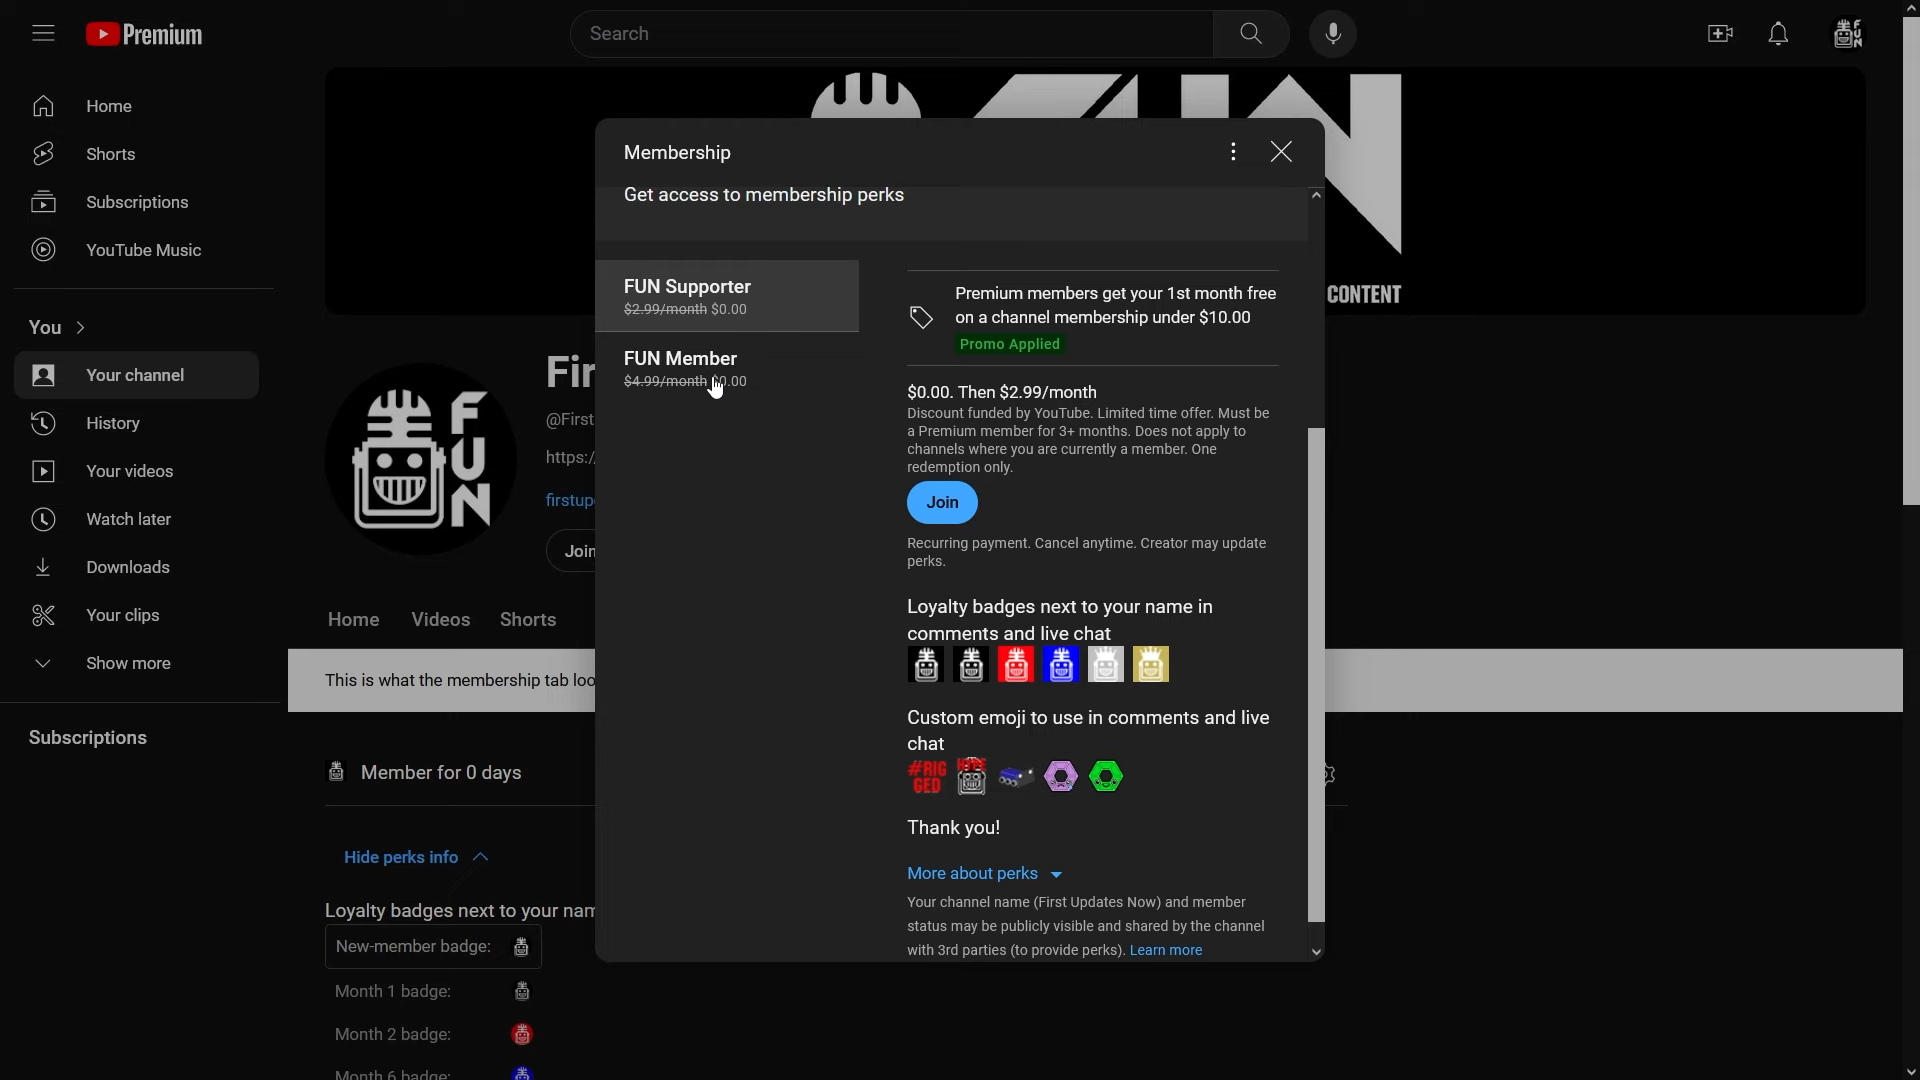 Premium
Search
FUN
Home
Shorts
Subscriptions
YouTube Music
You
Your channel
History
Your videos
Watch later
Downloads
Your clips
Show more
Subscriptions
CONTENT
FUN
@First
https:/
Home Videos Shorts
This is what the membership tab
Member for 0 days
Hide perks info
Loyalty badges next to your
New-member badge:
Month 1 badge:
Month 2 badge:
Month 6 badge:
Membership
Get access to membership perks
FUN Supporter
$2.99/month $0.00
FUN Member
$4.99/month $0.00
Premium members get your 1st month free
on a channel membership under $10.00
Promo Applied
$0.00. Then $2.99/month
Discount funded by YouTube. Limited time offer. Must be
a Premium member for 3+ months. Does not apply to
channels where you are currently a member. One
redemption only.
Join
Recurring payment. Cancel anytime. Creator may update
perks.
Loyalty badges next to your name in
comments and live chat
Custom emoji to use in comments and live
chat
#RIG
GED
HYPE
Thank you!
More about perks
Your channel name (First Updates Now) and member
status may be publicly visible and shared by the channel
with 3rd parties (to provide perks). Learn more